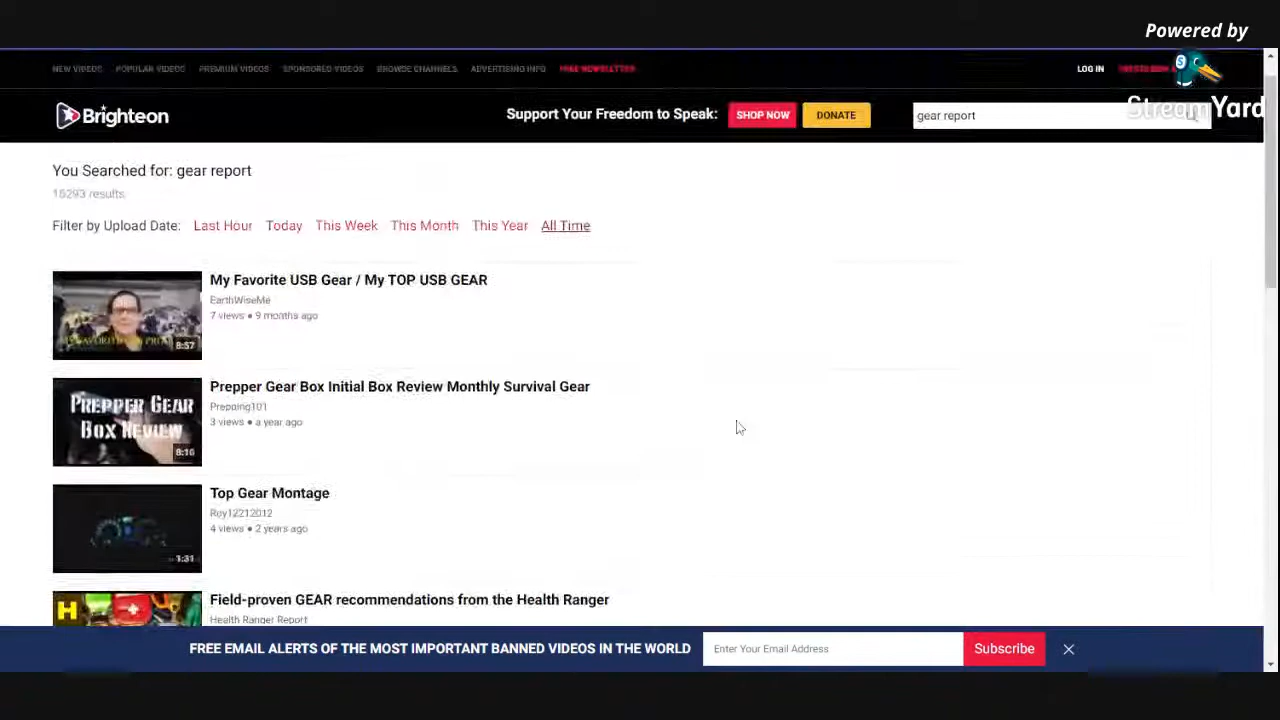 Powered by
StreamYard
NEW VIDEOS POPULAR VIDEOS PREMIUM VIDEOS SPONSORED VIDEOS BROWSE CHANNELS ADVERTISING INFO FREE NEWSLETTER LOG IN
Brighteon Support Your Freedom to Speak: SHOP NOW DONATE gear report
You Searched for: gear report
16293 results
Filter by Upload Date: Last Hour Today This Week This Month This Year All Time
My Favorite USB Gear / My TOP USB GEAR
EarthWiseMe
7 views • 9 months ago
8:57
Prepper Gear Box Initial Box Review Monthly Survival Gear
PREPPER GEAR
BOX REVIEW
Prepping101
3 views • a year ago
8:16
Top Gear Montage
Roy12212012
4 views • 2 years ago
1:31
Field-proven GEAR recommendations from the Health Ranger
H
Health Ranger Report
FREE EMAIL ALERTS OF THE MOST IMPORTANT BANNED VIDEOS IN THE WORLD Enter Your Email Address Subscribe